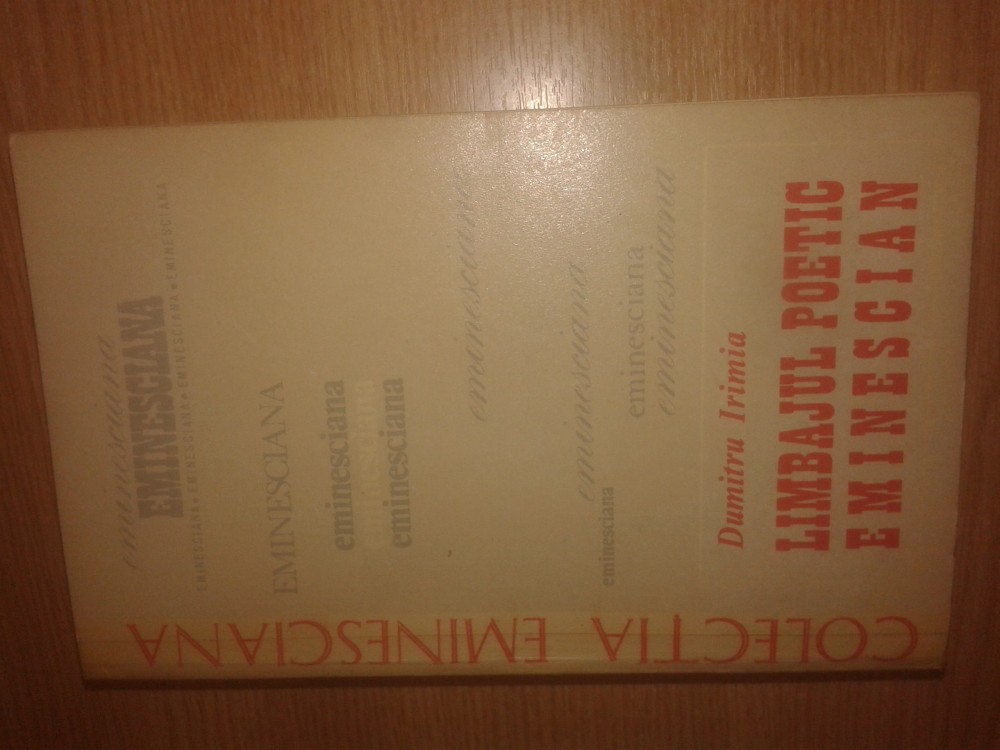 COLECȚIA EMINESCIANA
eminesciana
EMINESCIANA
EMINESCIANA★EMINESCIANA★EMINESCIANA★EMINESCIANA
EMINESCIANA
eminesciana
eminesciana
eminesciana
eminesciana
eminesciana
eminesciana
eminesciana
eminesciana
Dumitru Irimia
LIMBAJUL POETIC
EMINESCIAN